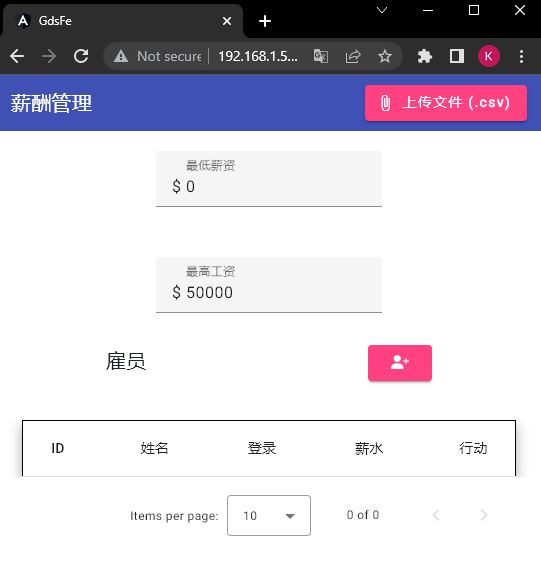 GdsFe
Not secure 192.168.1.5...
K
薪酬管理
上传文件 (.csv)
最低薪资
$ 0
最高工资
$ 50000
雇员
ID 姓名 登录 薪水 行动
Items per page: 10 0 of 0